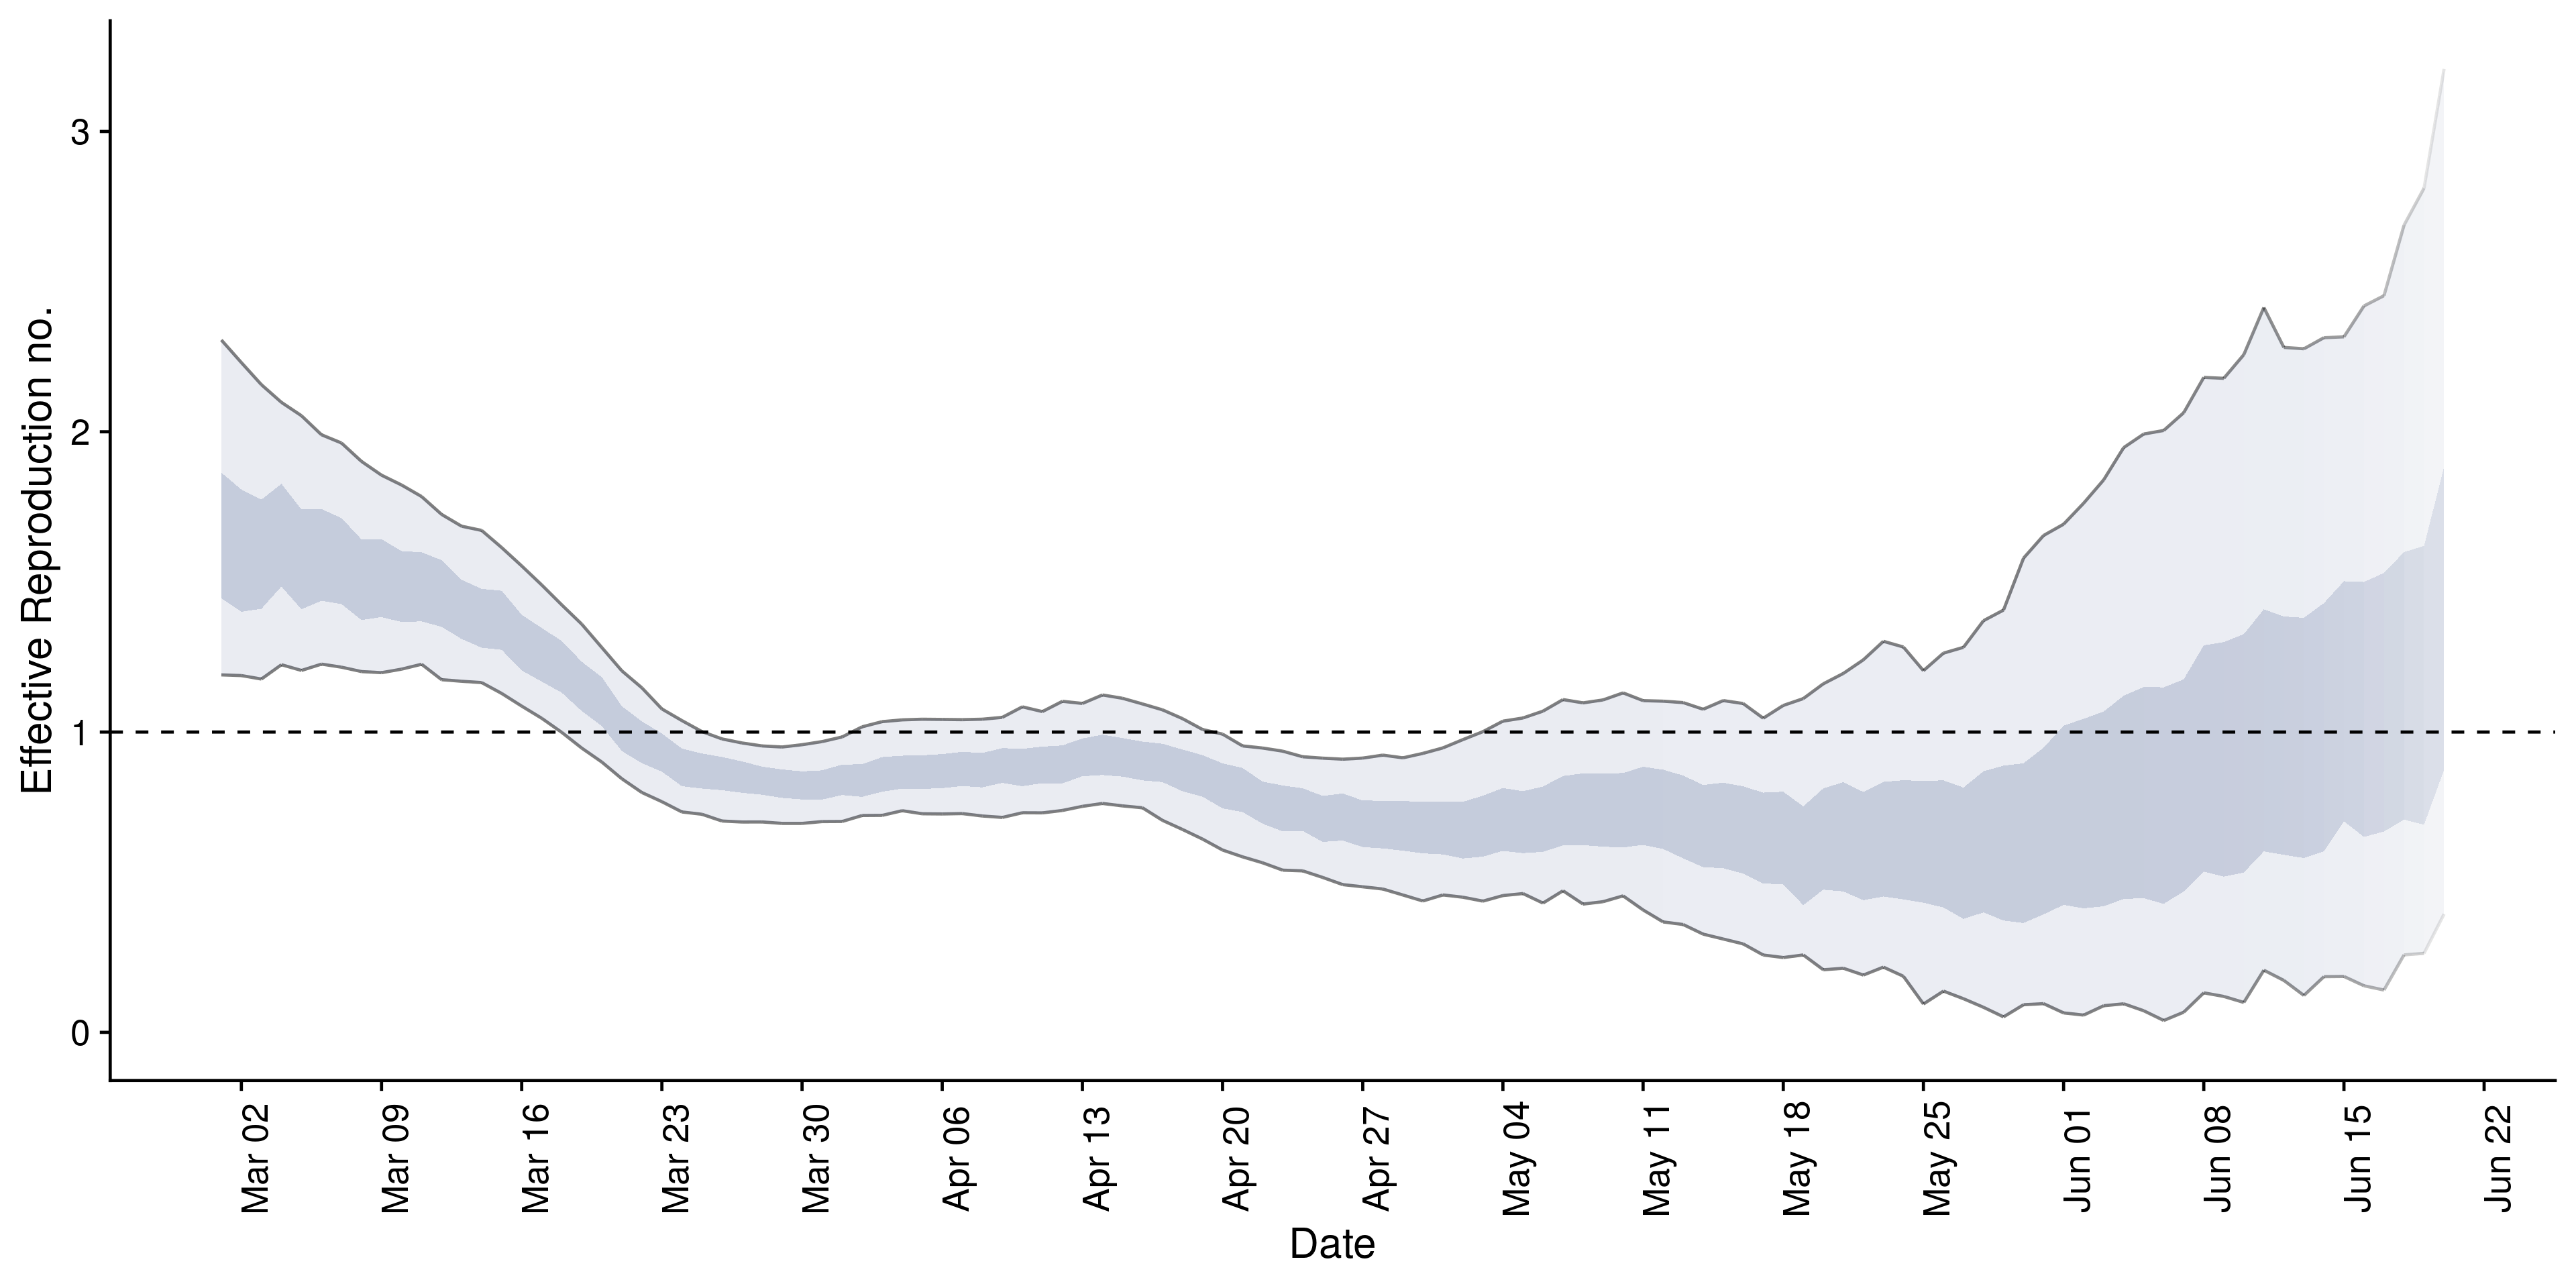 Effective Reproduction no.
3
2
1
0
Mar 02
Mar 09
Mar 16
Mar 23
Mar 30
Apr 06
Apr 13
Apr 20
Apr 27
May 04
May 11
May 18
May 25
Jun 01
Jun 08
Jun 15
Jun 22
Date